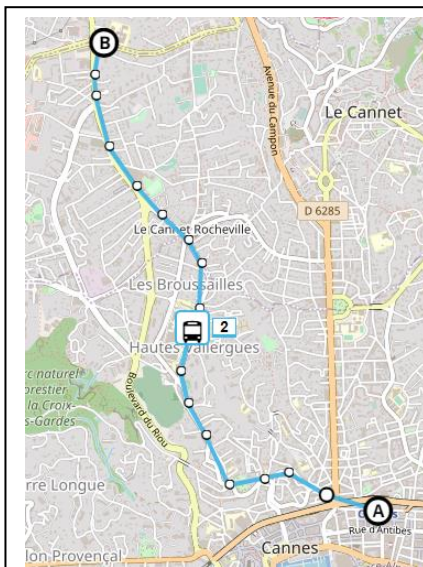 B
Avenue du Campon
Le Cannet
D 6285
Le Cannet Rocheville
Les Broussailles
2
Hautes Vallergues
c naturel
orestier
la Croix-
s-Gardes
Boulevard du Riou
rre Longue
A
Rue d'Antibes
Cannes
lon Provençal